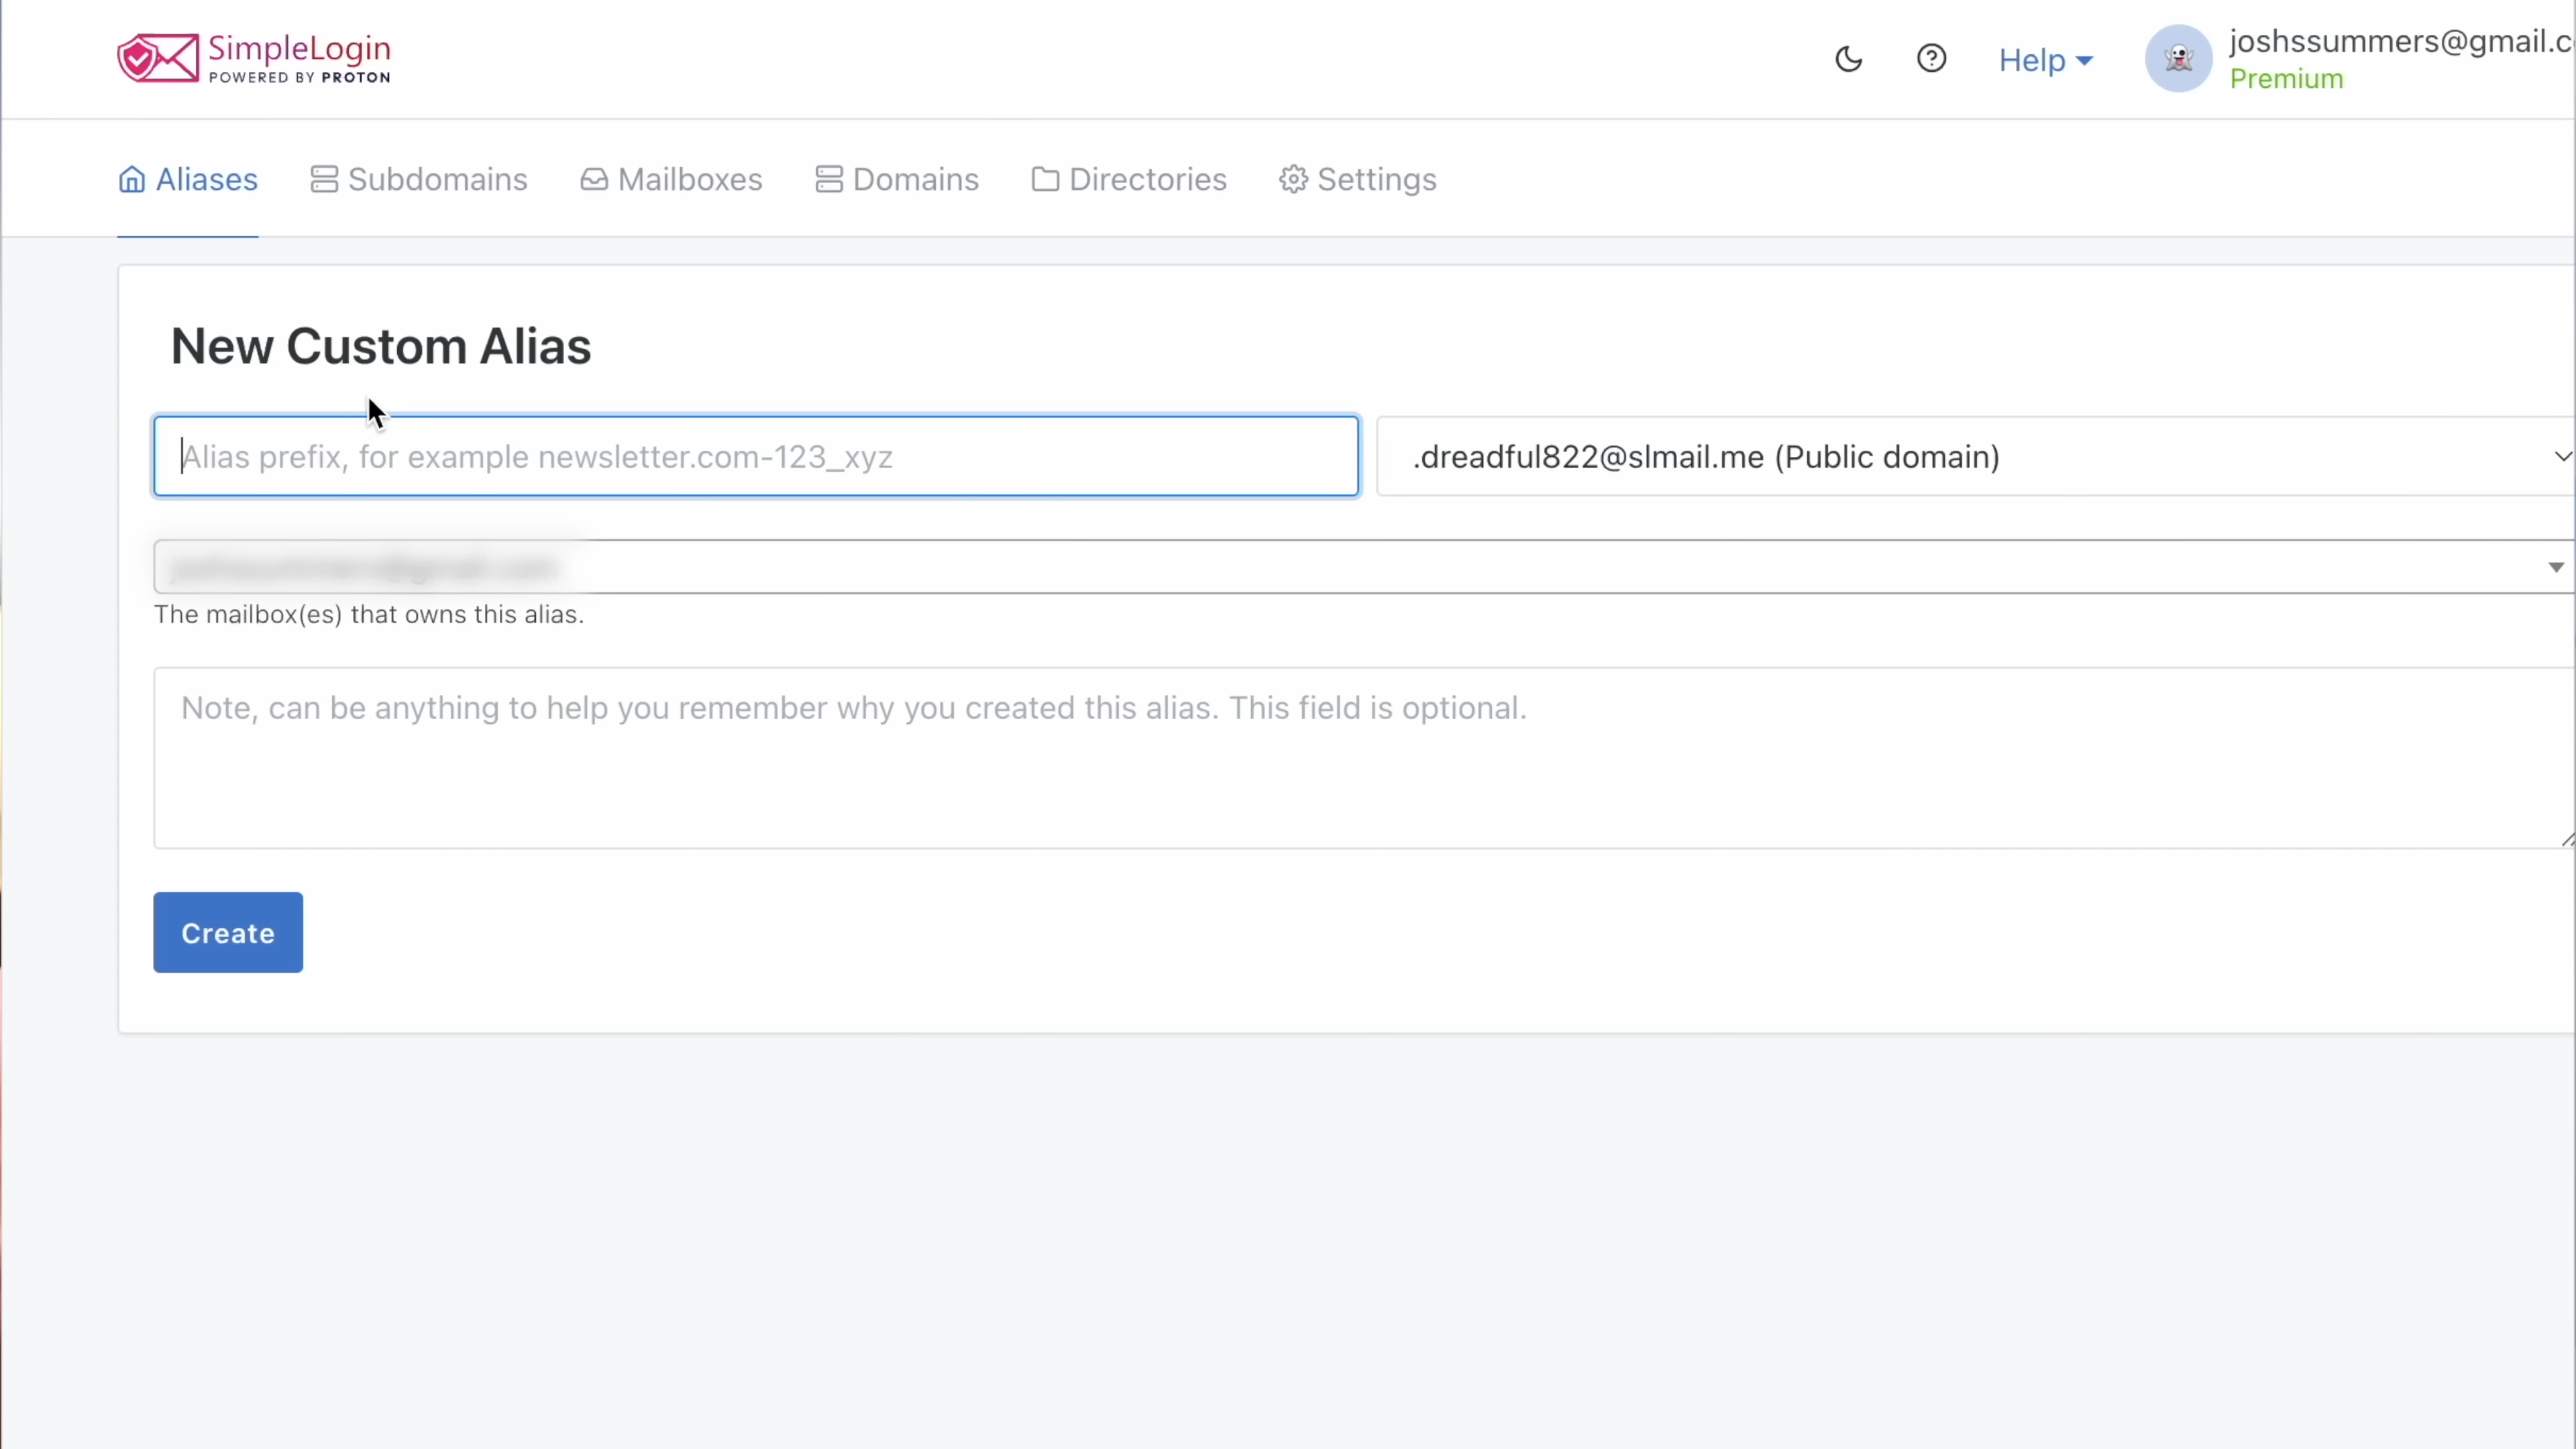 SimpleLogin
POWERED BY PROTON
Help
joshssummers@gmail.c
Premium
Aliases
Subdomains
Mailboxes
Domains
Directories
Settings
New Custom Alias
Alias prefix, for example newsletter.com-123_xyz
.dreadful822@slmail.me (Public domain)
The mailbox(es) that owns this alias.
Note, can be anything to help you remember why you created this alias. This field is optional.
Create